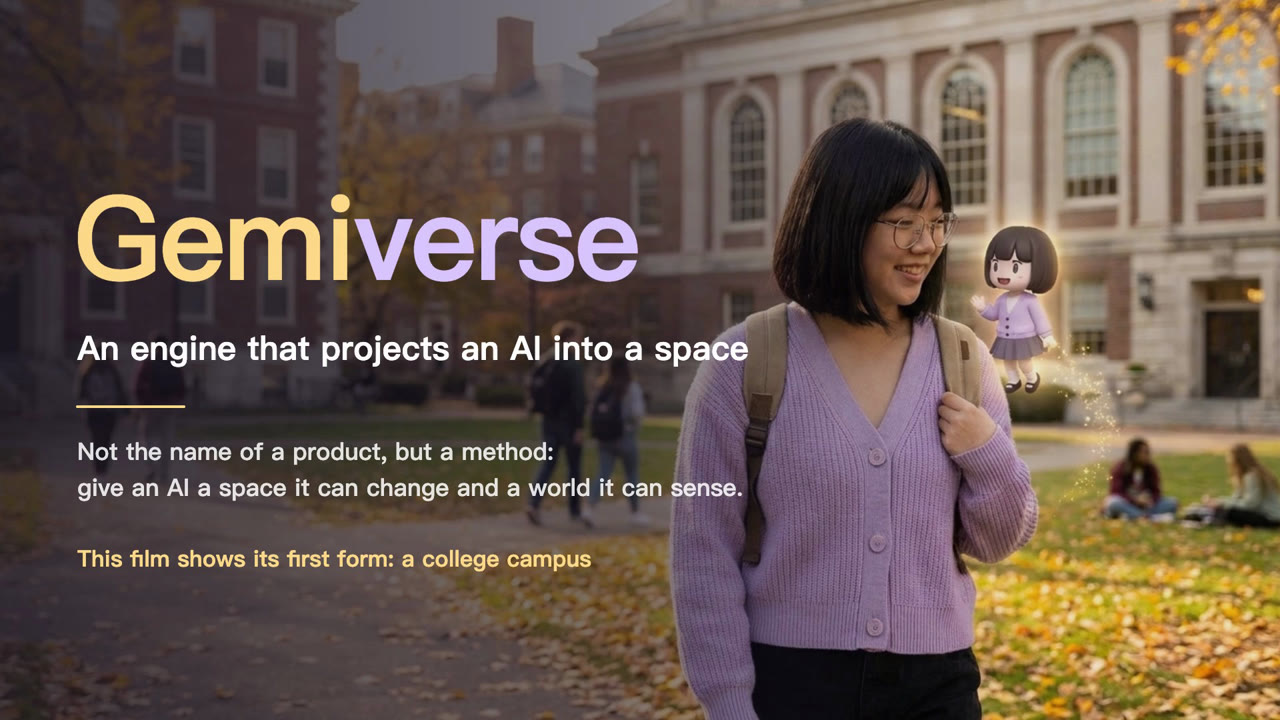 Gemiverse
An engine that projects an AI into a space
Not the name of a product, but a method:
give an AI a space it can change and a world it can sense.
This film shows its first form: a college campus